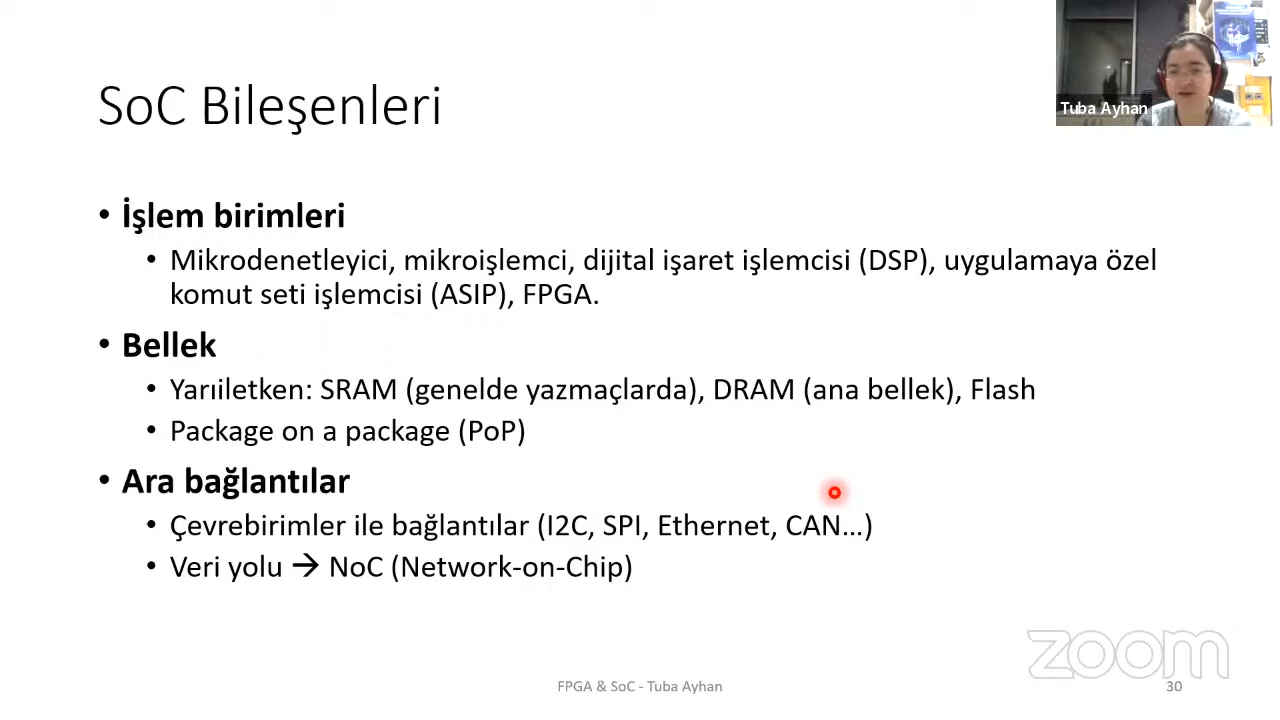 SoC Bileşenleri
Tuba Ayhan
• İşlem birimleri
• Mikrodenetleyici, mikroişlemci, dijital işaret işlemcisi (DSP), uygulamaya özel
komut seti işlemcisi (ASIP), FPGA.
• Bellek
• Yarıiletken: SRAM (genelde yazmaçlarda), DRAM (ana bellek), Flash
• Package on a package (PoP)
• Ara bağlantılar
• Çevrebirimler ile bağlantılar (I2C, SPI, Ethernet, CAN…)
• Veri yolu → NoC (Network-on-Chip)
zoom
FPGA & SoC - Tuba Ayhan
30